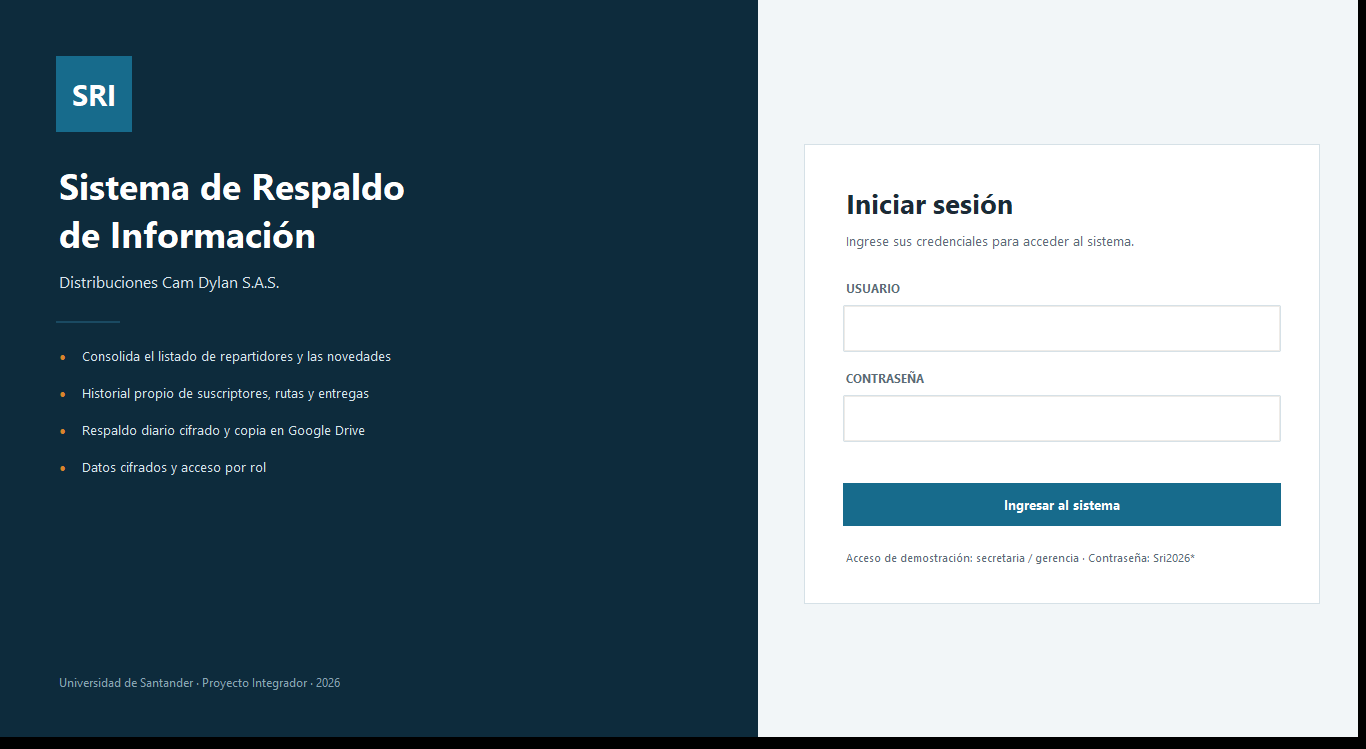 SRI
Sistema de Respaldo
de Información
Distribuciones Cam Dylan S.A.S.
• Consolida el listado de repartidores y las novedades
• Historial propio de suscriptores, rutas y entregas
• Respaldo diario cifrado y copia en Google Drive
• Datos cifrados y acceso por rol
Universidad de Santander · Proyecto Integrador · 2026
Iniciar sesión
Ingrese sus credenciales para acceder al sistema.
USUARIO
CONTRASEÑA
Ingresar al sistema
Acceso de demostración: secretaria / gerencia · Contraseña: Sri2026*